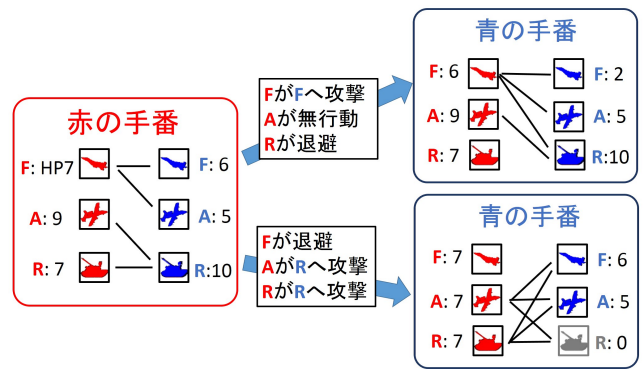 赤の手番
F: HP7
F: 6
A: 9
A: 5
R: 7
R:10
FがFへ攻撃
Aが無行動
Rが退避
Fが退避
AがRへ攻撃
RがRへ攻撃
青の手番
F: 6
F: 2
A: 9
A: 5
R: 7
R:10
青の手番
F: 7
F: 6
A: 7
A: 5
R: 7
R: 0